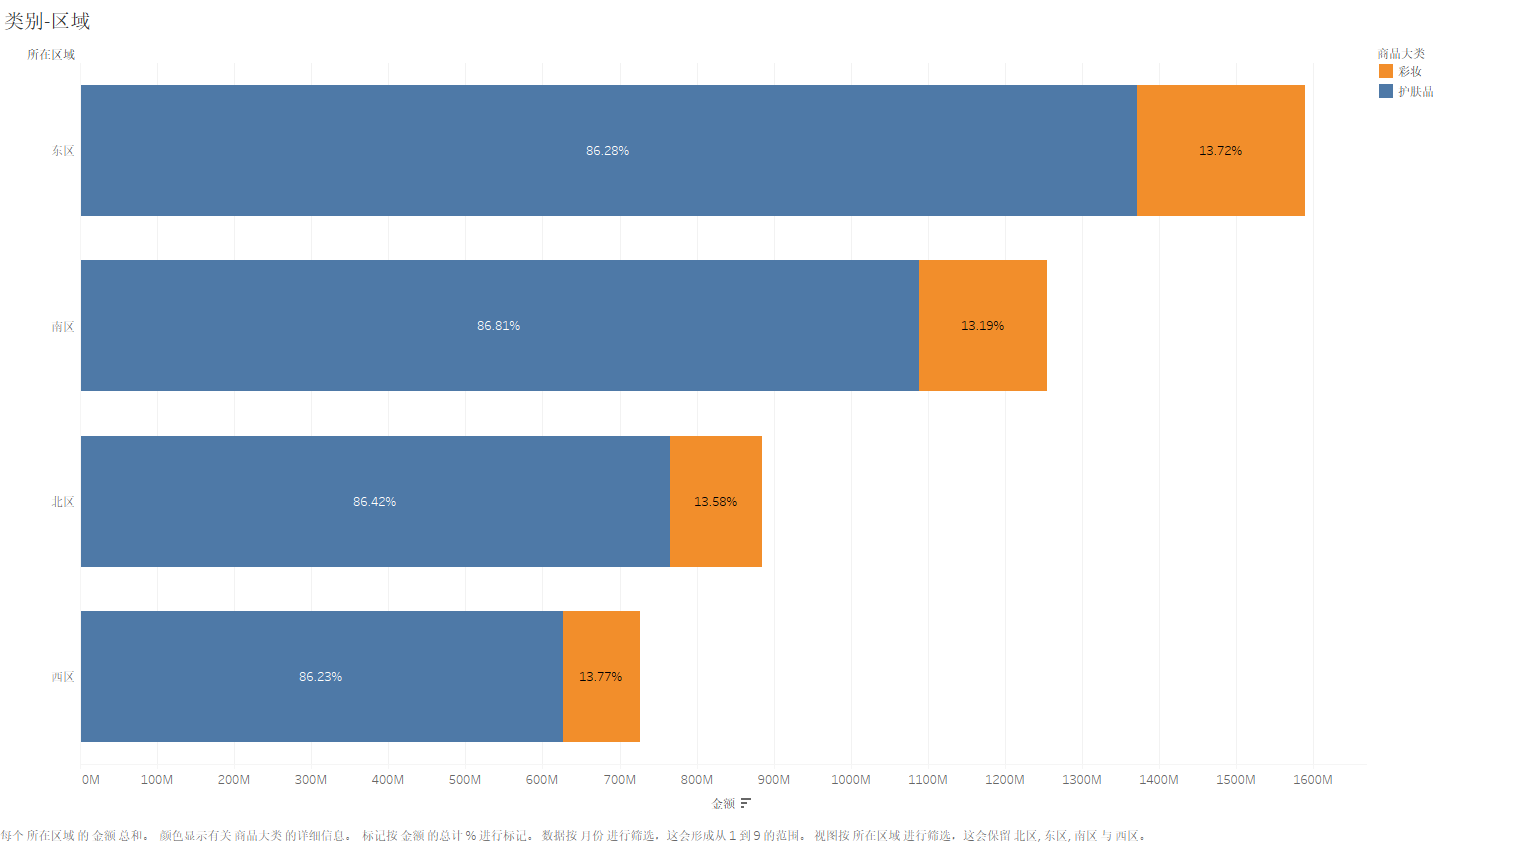 类别-区域
所在区域
商品大类
彩妆
护肤品
东区
86.28%
13.72%
南区
86.81%
13.19%
北区
86.42%
13.58%
西区
86.23%
13.77%
0M 100M 200M 300M 400M 500M 600M 700M 800M 900M 1000M 1100M 1200M 1300M 1400M 1500M 1600M
金额
每个 所在区域 的 金额 总和。 颜色显示有关 商品大类 的详细信息。 标记按 金额 的总计 % 进行标记。 数据按 月份 进行筛选，这会形成从 1 到 9 的范围。 视图按 所在区域 进行筛选，这会保留 北区, 东区, 南区 与 西区。